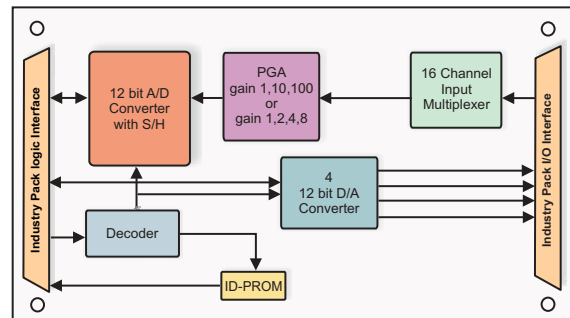 Industry Pack logic Interface
12 bit A/D
Converter
with S/H
PGA
gain 1,10,100
or
gain 1,2,4,8
16 Channel
Input
Multiplexer
4
12 bit D/A
Converter
Decoder
ID-PROM
Industry Pack I/O Interface